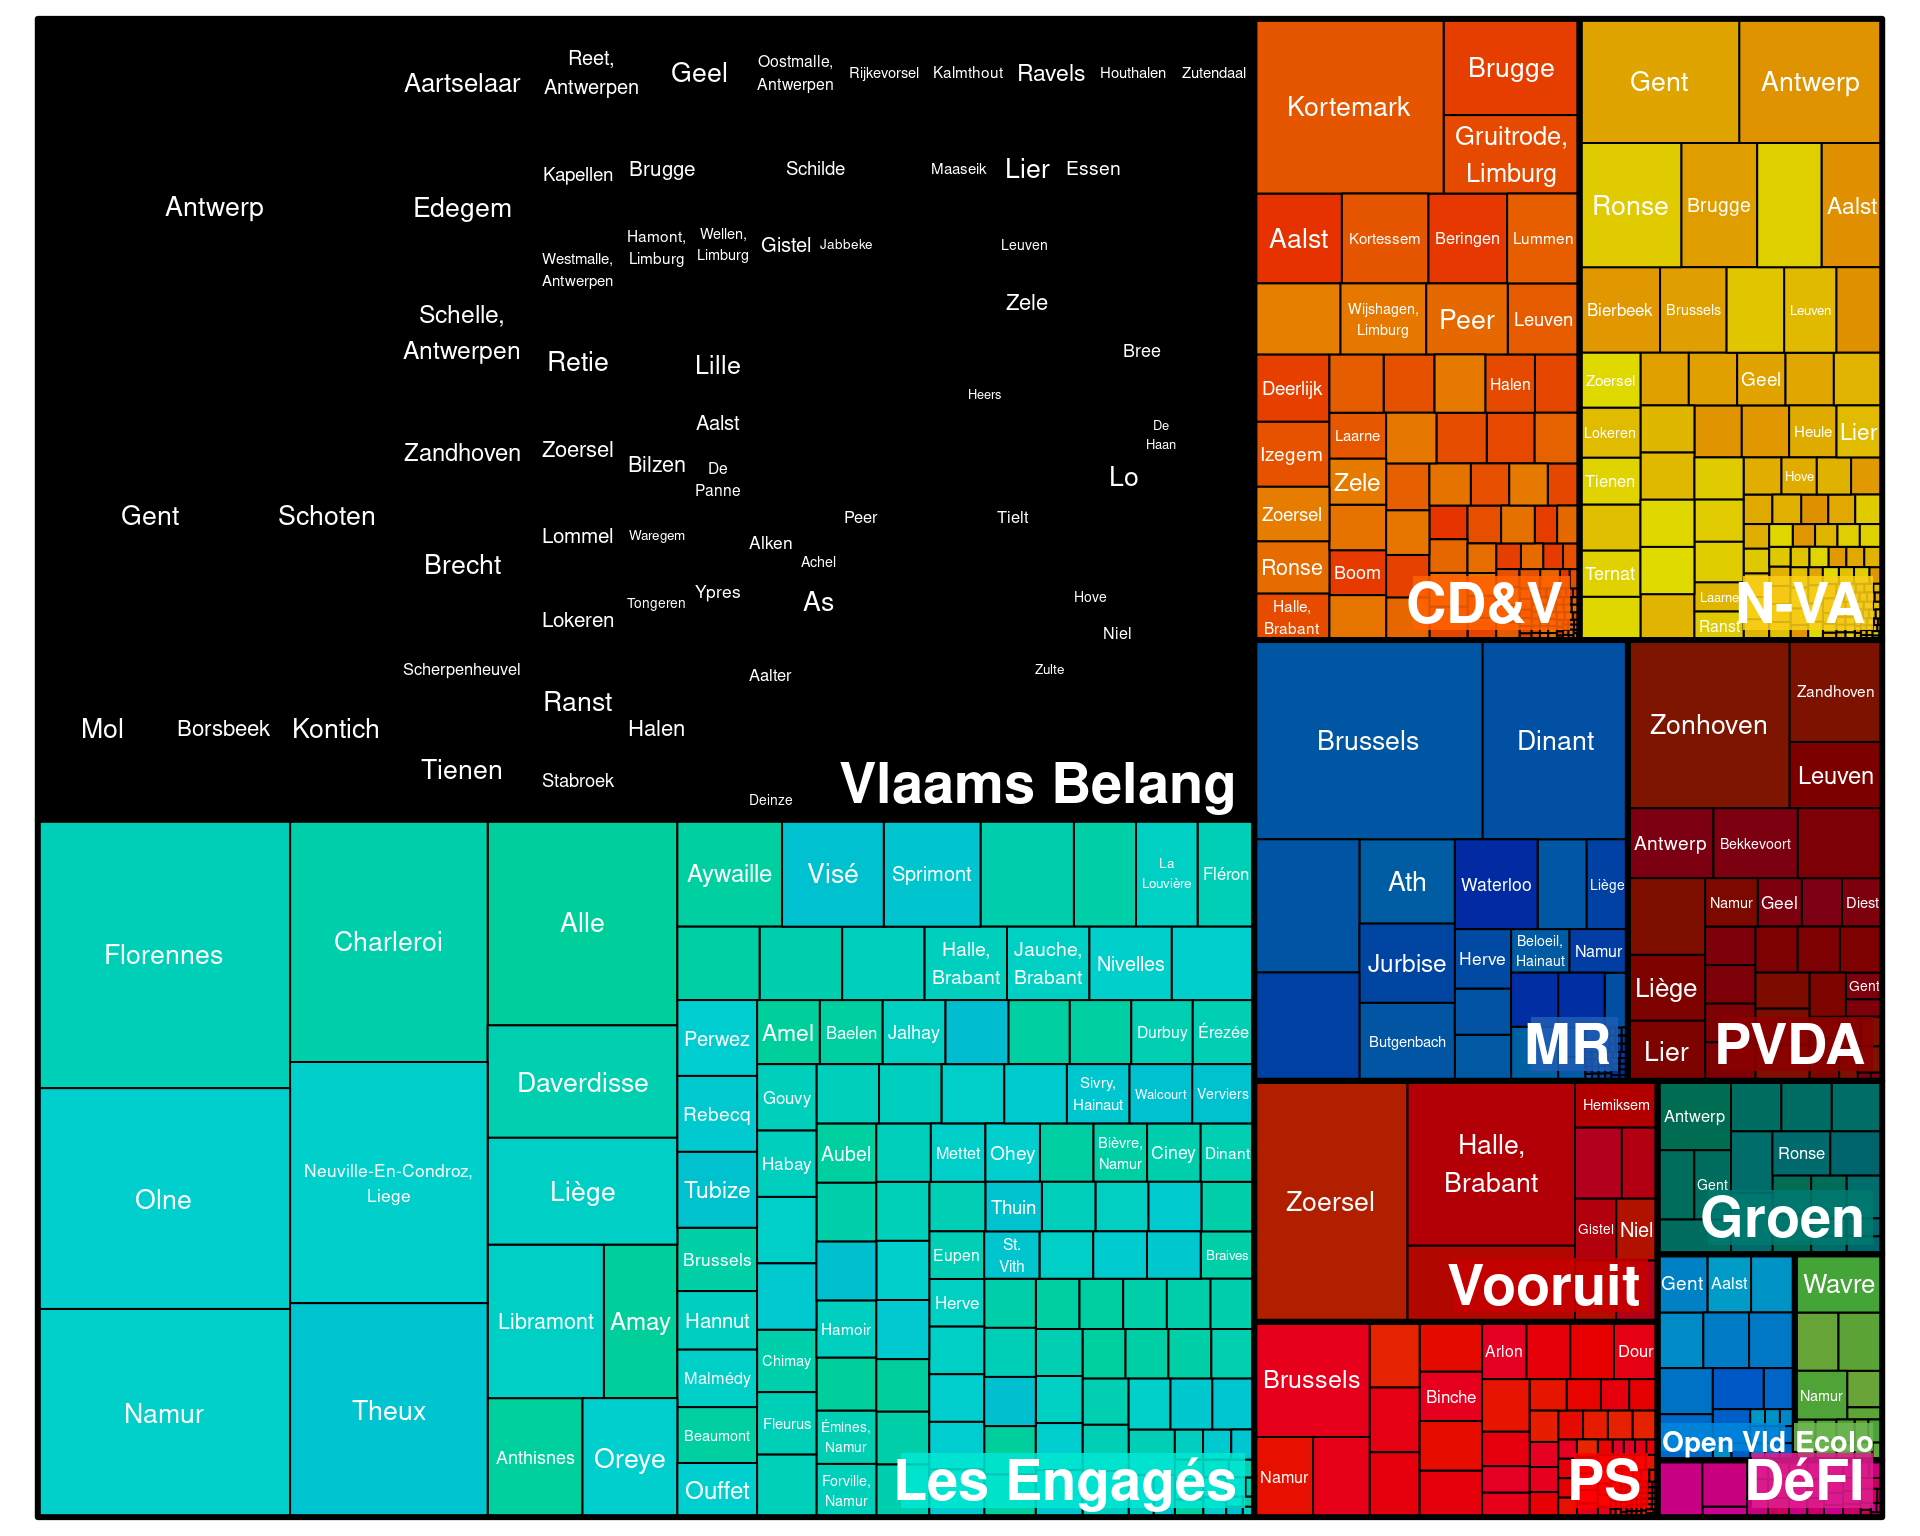 Aartselaar
Reet,
Antwerpen
Geel
Oostmalle,
Antwerpen
Rijkevorsel
Kalmthout
Ravels
Houthalen
Zutendaal
Antwerp
Edegem
Kapellen
Brugge
Schilde
Maaseik
Lier
Essen
Westmalle,
Antwerpen
Hamont,
Limburg
Wellen,
Limburg
Gistel
Jabbeke
Leuven
Zele
Schelle,
Antwerpen
Retie
Lille
Bree
Heers
Aalst
De
Haan
Zandhoven
Zoersel
Bilzen
De
Panne
Lo
Gent
Schoten
Lommel
Waregem
Peer
Tielt
Alken
Achel
Brecht
Ypres
As
Hove
Tongeren
Lokeren
Niel
Scherpenheuvel
Aalter
Zulte
Ranst
Mol
Borsbeek
Kontich
Halen
Tienen
Stabroek
Deinze
Vlaams Belang
Kortemark
Brugge
Gruitrode,
Limburg
Aalst
Kortessem
Beringen
Lummen
Wijshagen,
Limburg
Peer
Leuven
Deerlijk
Halen
Laarne
Izegem
Zele
Zoersel
Ronse
Boom
Halle,
Brabant
CD&V
Gent
Antwerp
Ronse
Brugge
Aalst
Bierbeek
Brussels
Leuven
Zoersel
Geel
Lokeren
Heule
Lier
Tienen
Hove
Ternat
Laarne
Ranst
N-VA
Brussels
Dinant
Ath
Waterloo
Liège
Jurbise
Herve
Beloeil,
Hainaut
Namur
Butgenbach
MR
Zonhoven
Zandhoven
Leuven
Antwerp
Bekkevoort
Namur
Geel
Diest
Liège
Gent
Lier
PVDA
Florennes
Charleroi
Alle
Aywaille
Visé
Sprimont
La
Louvière
Fléron
Halle,
Brabant
Jauche,
Brabant
Nivelles
Perwez
Amel
Baelen
Jalhay
Durbuy
Érezée
Daverdisse
Rebecq
Gouvy
Sivry,
Hainaut
Walcourt
Verviers
Olne
Neuville-En-Condroz,
Liege
Liège
Tubize
Habay
Aubel
Mettet
Ohey
Bièvre,
Namur
Ciney
Dinant
Thuin
Brussels
Eupen
St.
Vith
Braives
Libramont
Amay
Hannut
Hamoir
Herve
Namur
Theux
Malmédy
Chimay
Anthisnes
Oreye
Beaumont
Fleurus
Émines,
Namur
Ouffet
Forville,
Namur
Les Engagés
Zoersel
Halle,
Brabant
Hemiksem
Gistel
Niel
Vooruit
Antwerp
Ronse
Gent
Groen
Brussels
Arlon
Dour
Binche
Namur
PS
Gent
Aalst
Open Vld
Wavre
Namur
Ecolo
DéFI